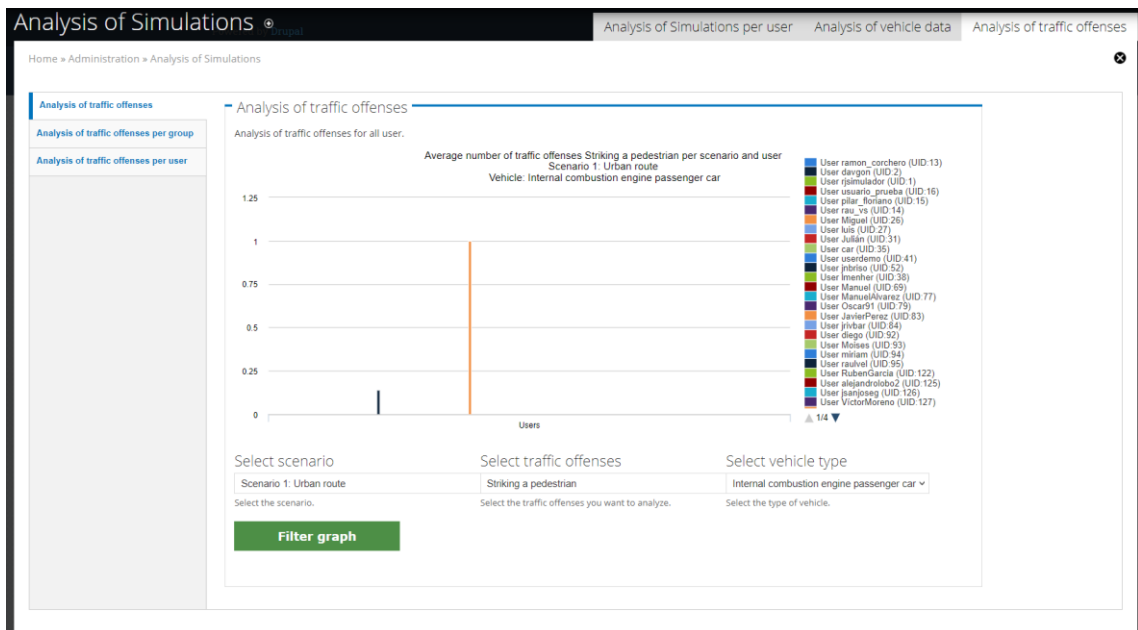 Analysis of Simulations
Drupal
Analysis of Simulations per user
Analysis of vehicle data
Analysis of traffic offenses
Home » Administration » Analysis of Simulations
Analysis of traffic offenses
Analysis of traffic offenses per group
Analysis of traffic offenses per user
Analysis of traffic offenses
Analysis of traffic offenses for all user.
Average number of traffic offenses Striking a pedestrian per scenario and user
Scenario 1: Urban route
Vehicle: Internal combustion engine passenger car
1.25
1
0.75
0.5
0.25
0
Users
User ramon_corchero (UID:13)
User davgon (UID:2)
User rjsimulador (UID:1)
User usuario_prueba (UID:16)
User pilar_floriano (UID:15)
User rau_vs (UID:14)
User Miguel (UID:26)
User luis (UID:27)
User Julián (UID:31)
User car (UID:35)
User userdemo (UID:41)
User jnbriso (UID:52)
User lmenher (UID:38)
User Manuel (UID:69)
User ManuelAlvarez (UID:77)
User Oscar91 (UID:79)
User JavierPerez (UID:83)
User jrivbar (UID:84)
User diego (UID:92)
User Moises (UID:93)
User miriam (UID:94)
User raulvel (UID:95)
User RubenGarcia (UID:122)
User alejandrolobo2 (UID:125)
User jsanjoseg (UID:126)
User VictorMoreno (UID:127)
1/4
Select scenario
Scenario 1: Urban route
Select the scenario.
Select traffic offenses
Striking a pedestrian
Select the traffic offenses you want to analyze.
Select vehicle type
Internal combustion engine passenger car
Select the type of vehicle.
Filter graph